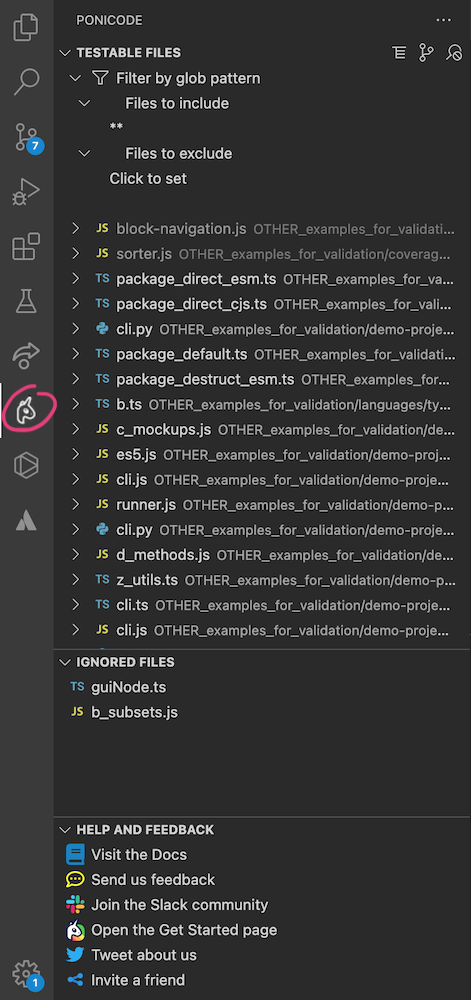 PONICODE
TESTABLE FILES
Filter by glob pattern
Files to include
**
Files to exclude
Click to set
JS block-navigation.js OTHER_examples_for_validati...
JS sorter.js OTHER_examples_for_validation/coverag...
TS package_direct_esm.ts OTHER_examples_for_va...
TS package_direct_cjs.ts OTHER_examples_for_vali...
cli.py OTHER_examples_for_validation/demo-proje...
TS package_default.ts OTHER_examples_for_validation...
TS package_destruct_esm.ts OTHER_examples_for...
TS b.ts OTHER_examples_for_validation/languages/ty...
JS c_mockups.js OTHER_examples_for_validation/de...
JS es5.js OTHER_examples_for_validation/demo-proje...
JS cli.js OTHER_examples_for_validation/demo-proje...
JS runner.js OTHER_examples_for_validation/demo-p...
cli.py OTHER_examples_for_validation/demo-proje...
JS d_methods.js OTHER_examples_for_validation/de...
TS z_utils.ts OTHER_examples_for_validation/demo-p...
TS cli.ts OTHER_examples_for_validation/demo-proje...
JS cli.js OTHER_examples_for_validation/demo-proje...
IGNORED FILES
TS guiNode.ts
JS b_subsets.js
HELP AND FEEDBACK
Visit the Docs
Send us feedback
Join the Slack community
Open the Get Started page
Tweet about us
Invite a friend
7
1